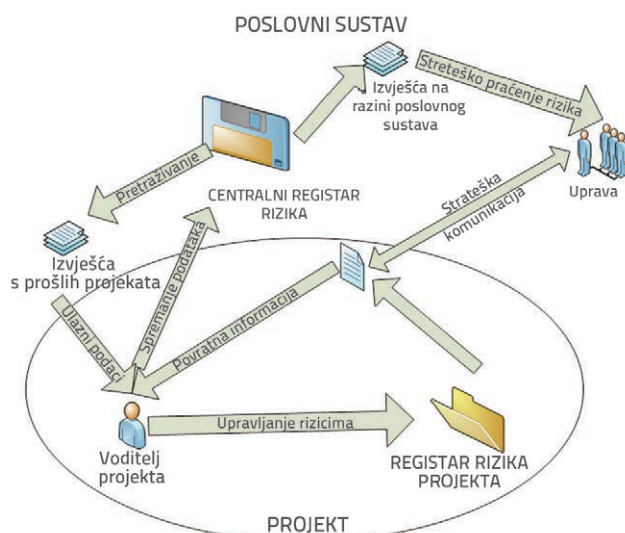 POSLOVNI SUSTAV
Streteško praćenje rizika
Izvješća na
razini poslovnog
sustava
Uprava
Pretraživanje
CENTRALNI REGISTAR
RIZIKA
Strateška
komunikacija
Izvješća
s prošlih projekata
Spremanje podataka
Ulazni podaci
Povratna informacija
Voditelj
projekta
Upravljanje rizicima
REGISTAR RIZIKA
PROJEKTA
PROJEKT